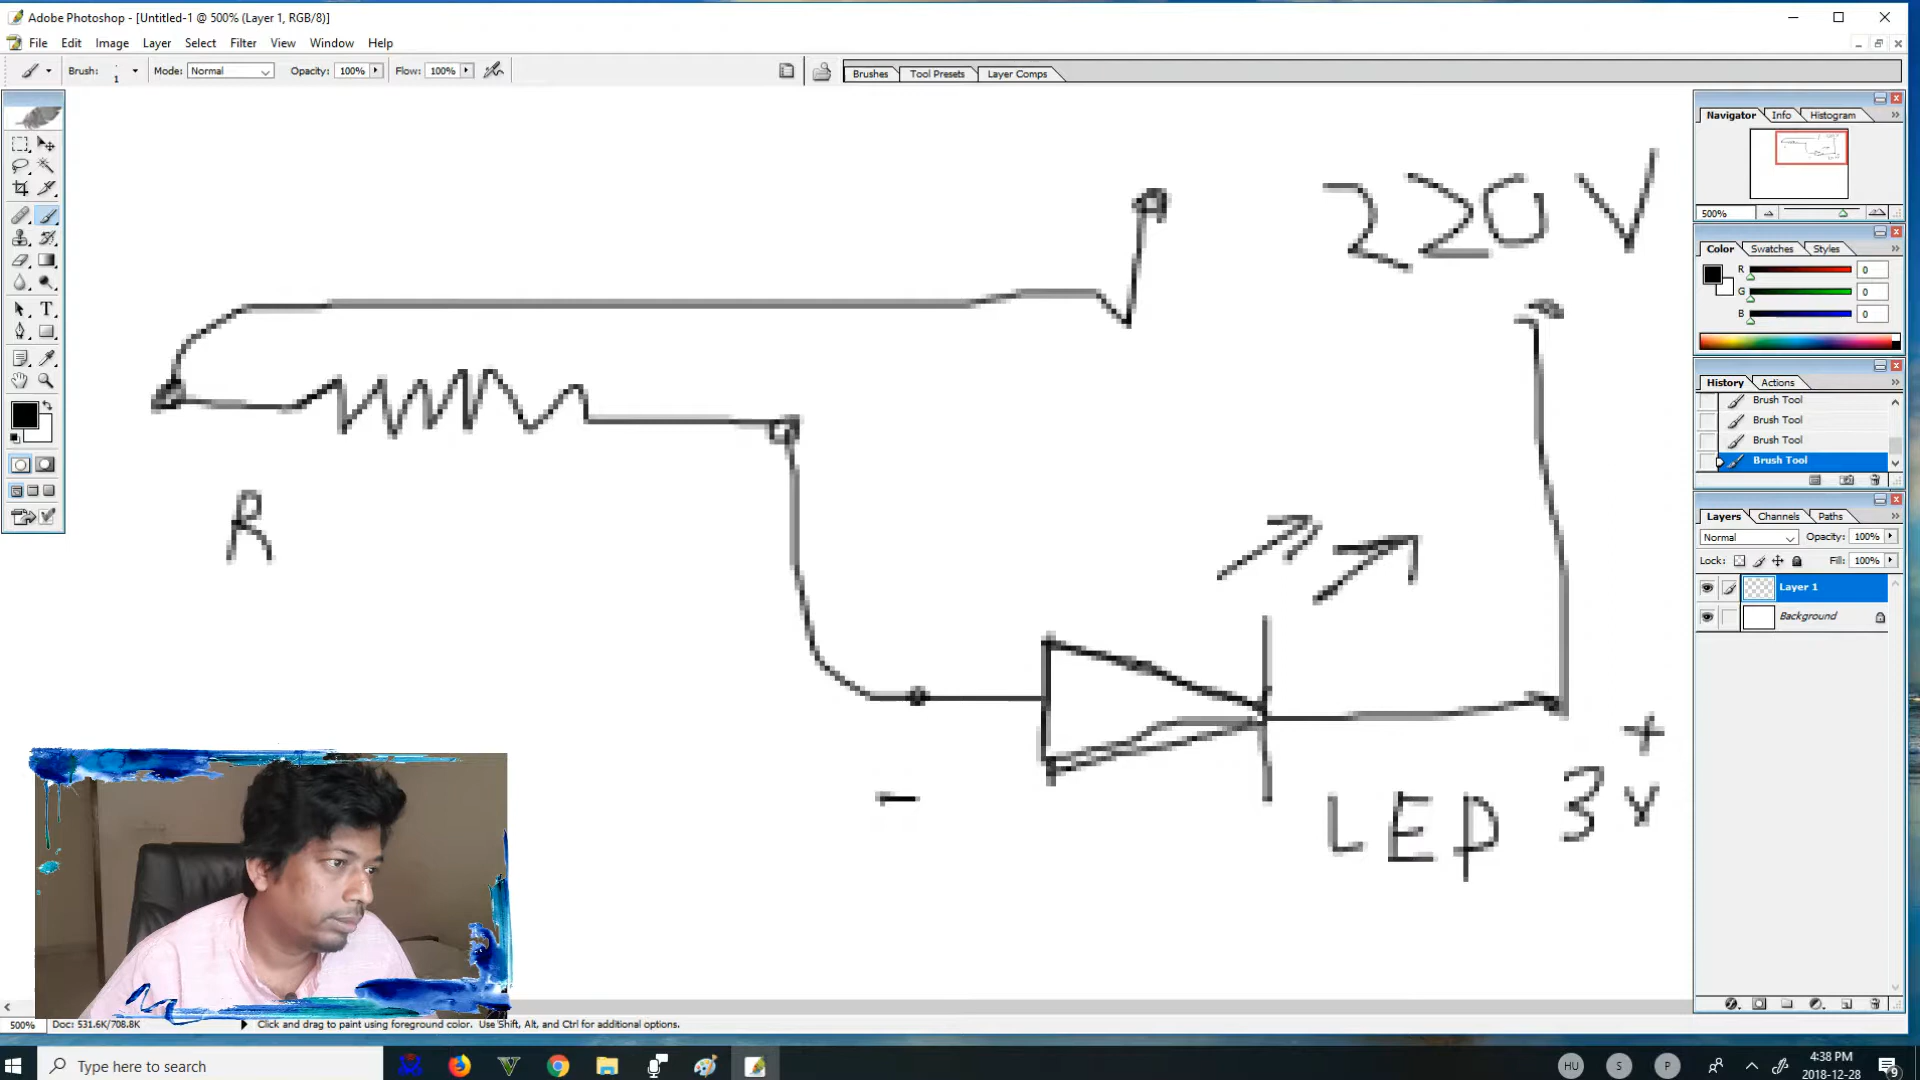 Adobe Photoshop - [Untitled-1 @ 500% (Layer 1, RGB/8)]
File Edit Image Layer Select Filter View Window Help
Brush: 1 Mode: Normal Opacity: 100% Flow: 100%
Brushes Tool Presets Layer Comps
Navigator Info Histogram
500%
Color Swatches Styles
R 0
G 0
B 0
History Actions
Brush Tool
Brush Tool
Brush Tool
Brush Tool
Layers Channels Paths
Normal Opacity: 100%
Lock: Fill: 100%
Layer 1
Background
220V
R
+
-
LED 3V
500% Doc: 531.6K/708.8K Click and drag to paint using foreground color. Use Shift, Alt, and Ctrl for additional options.
Type here to search
HU S P 4:38 PM
2018-12-28 9